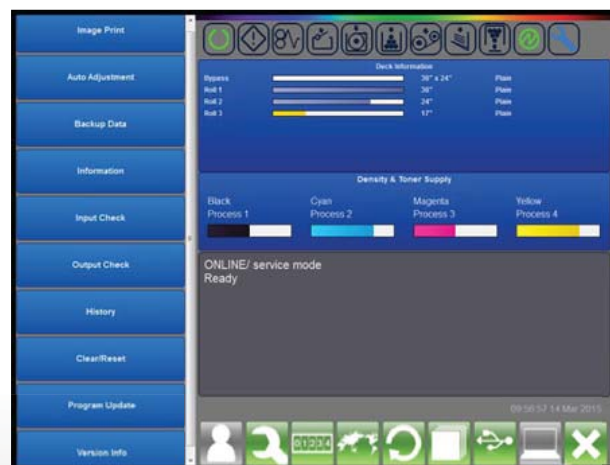 Image Print
Auto Adjustment
Backup Data
Information
Input Check
Output Check
History
Clear/Reset
Program Update
Version Info
Deck Information
Bypass 36" x 24" Plain
Roll 1 36" Plain
Roll 2 24" Plain
Roll 3 17" Plain
Density & Toner Supply
Black Cyan Magenta Yellow
Process 1 Process 2 Process 3 Process 4
ONLINE/ service mode
Ready
09:56:57 14 Mar 2015
01234